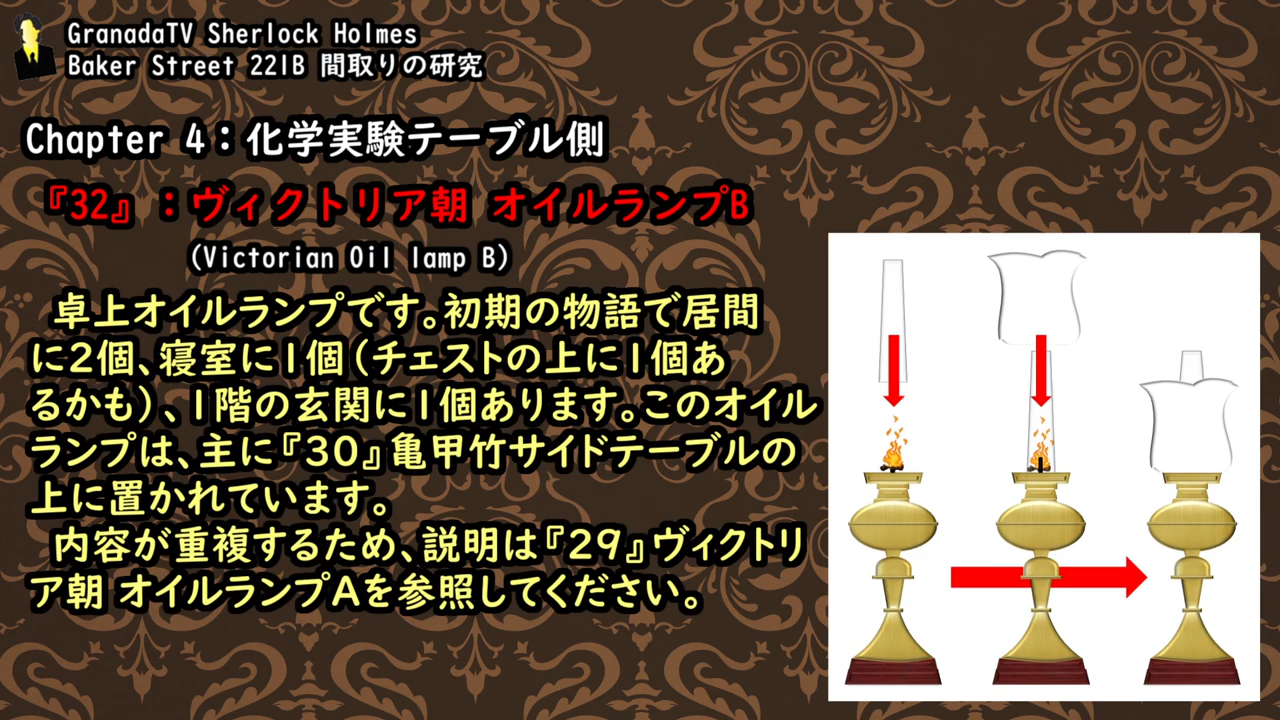 GranadaTV Sherlock Holmes
Baker Street 221B 間取りの研究
Chapter 4：化学実験テーブル側
『32』：ヴィクトリア朝 オイルランプB
(Victorian Oil lamp B)
卓上オイルランプです。初期の物語で居間
に2個、寝室に1個（チェストの上に1個あ
るかも）、1階の玄関に1個あります。このオイル
ランプは、主に『30』亀甲竹サイドテーブルの
上に置かれています。
内容が重複するため、説明は『29』ヴィクトリ
ア朝 オイルランプAを参照してください。